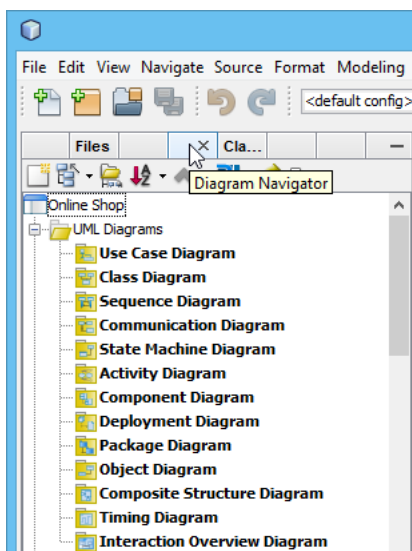 File Edit View Navigate Source Format Modeling
<default config>
Files Cla...
Diagram Navigator
Online Shop
UML Diagrams
Use Case Diagram
Class Diagram
Sequence Diagram
Communication Diagram
State Machine Diagram
Activity Diagram
Component Diagram
Deployment Diagram
Package Diagram
Object Diagram
Composite Structure Diagram
Timing Diagram
Interaction Overview Diagram